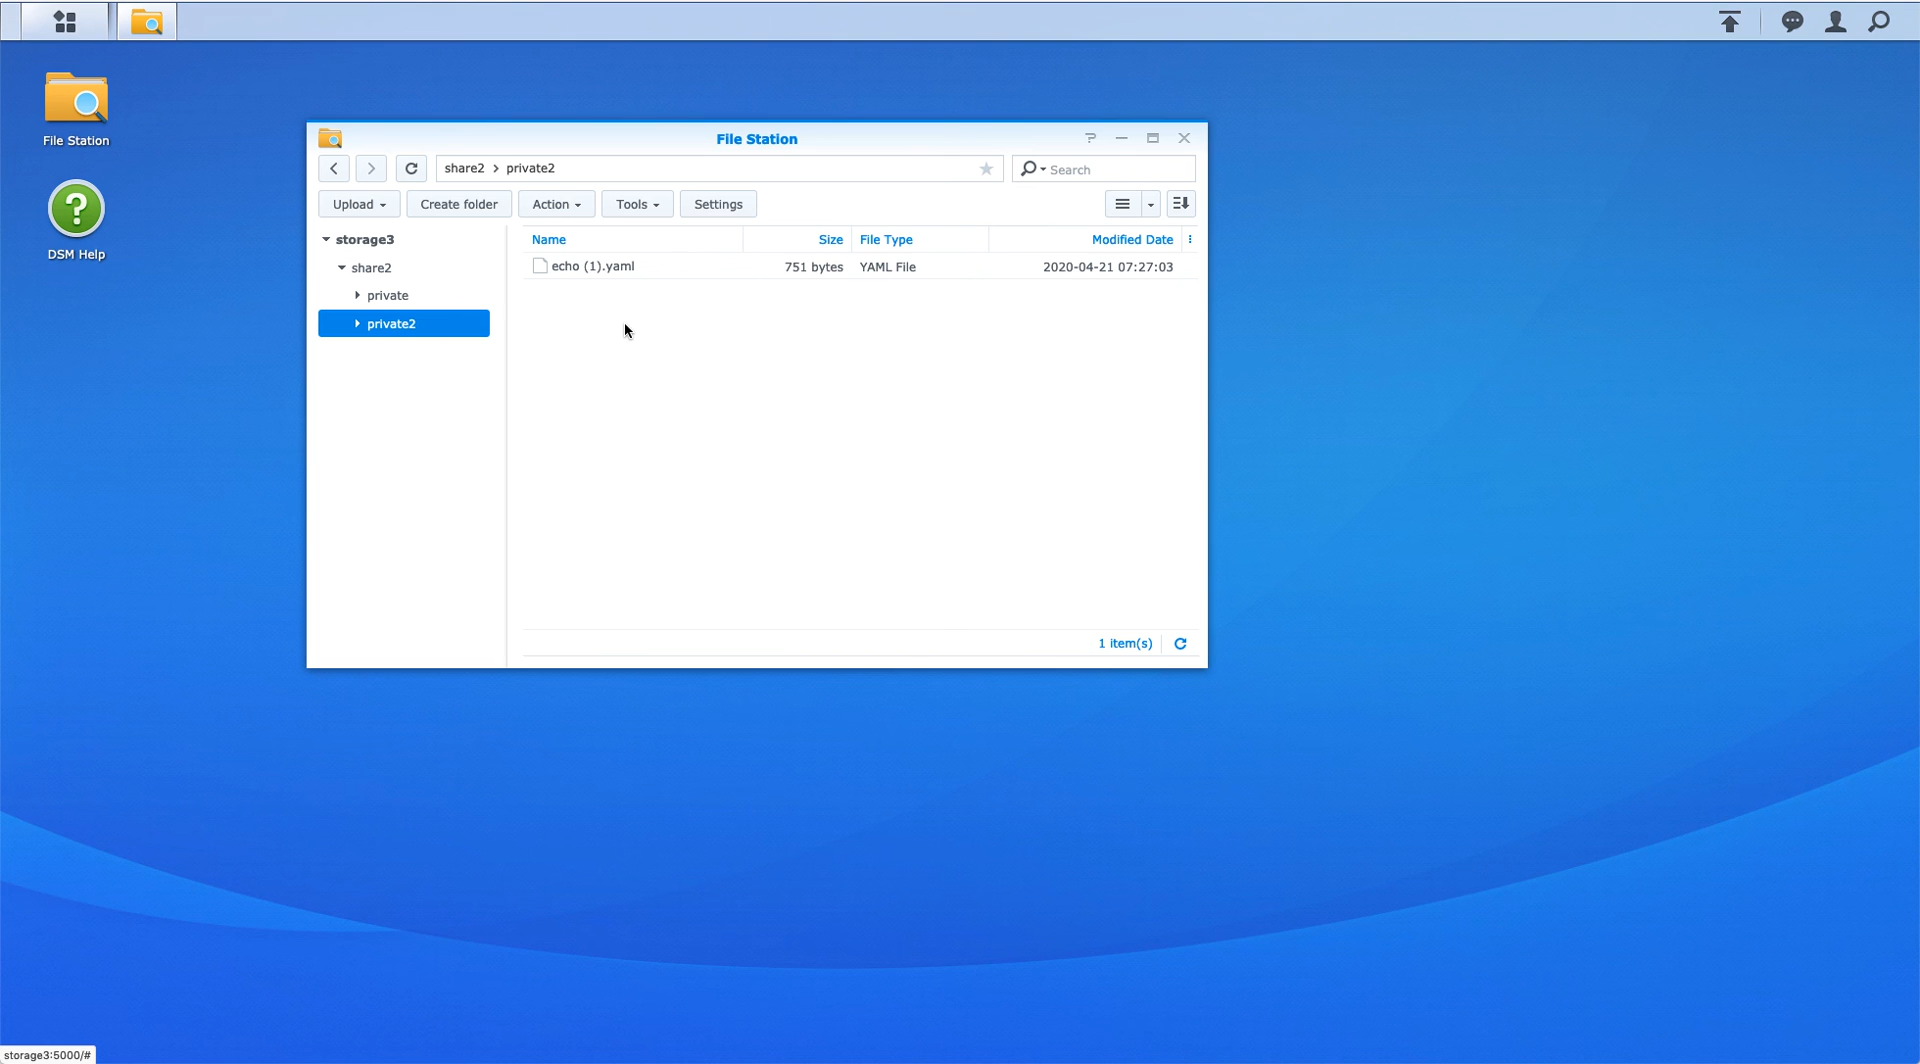 File Station
DSM Help
File Station
share2 > private2
Search
Upload Create folder Action Tools Settings
storage3
share2
private
private2
Name Size File Type Modified Date
echo (1).yaml 751 bytes YAML File 2020-04-21 07:27:03
1 item(s)
storage3:5000/#